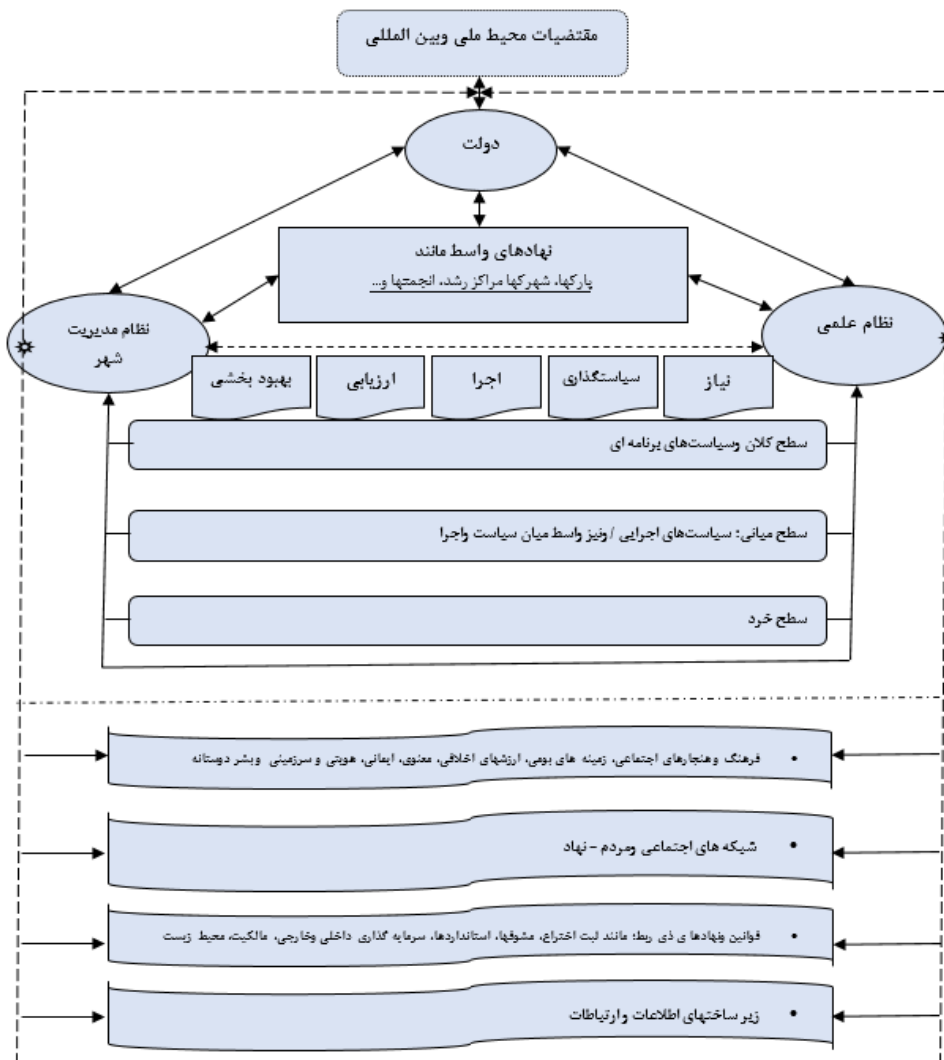 مقتضیات محیط ملی وبین المللی
دولت
نهادهای واسط مانند
پارکها، شهرکها مراکز رشد، انجمتها و...
نظام علمی
نظام مدیریت
شهر
نیاز
سیاستگذاری
اجرا
ارزیابی
بهبود بخشی
سطح کلان وسیاست‌های برنامه ای
سطح میانی: سیاست‌های اجرایی / ونیز واسط میان سیاست واجرا
سطح خرد
• فرهنگ وهنجارهای اجتماعی، زمینه های بومی، ارزشهای اخلاقی، معنوی، ایمانی، هویتی و سرزمینی وبشر دوستانه
• شبکه های اجتماعی ومردم – نهاد
• قوانین ونهادها ی ذی ربط؛ مانند ثبت اختراع، مشوقها، استانداردها، سرمایه گذاری داخلی وخارجی، مالکیت، محیط زیست
• زیر ساختهای اطلاعات وارتباطات